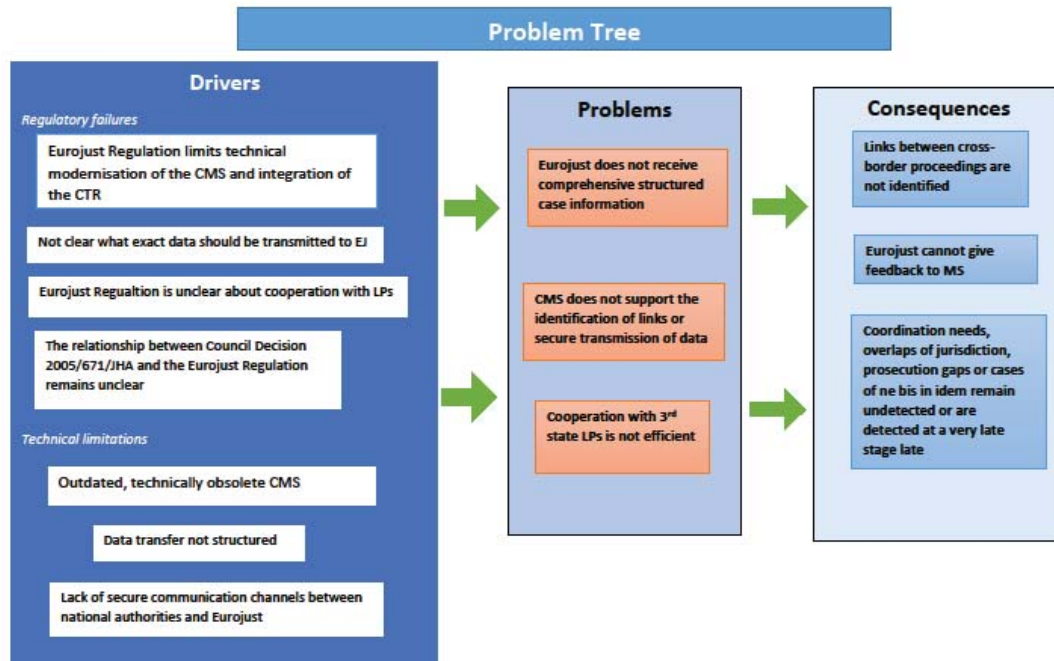 Problem Tree
Drivers
Regulatory failures
Eurojust Regulation limits technical
modernisation of the CMS and integration of
the CTR
Not clear what exact data should be transmitted to EJ
Eurojust Regualtion is unclear about cooperation with LPs
The relationship between Council Decision
2005/671/JHA and the Eurojust Regulation
remains unclear
Technical limitations
Outdated, technically obsolete CMS
Data transfer not structured
Lack of secure communication channels between
national authorities and Eurojust
Problems
Eurojust does not receive
comprehensive structured
case information
CMS does not support the
identification of links or
secure transmission of data
Cooperation with 3rd
state LPs is not efficient
Consequences
Links between cross-
border proceedings are
not identified
Eurojust cannot give
feedback to MS
Coordination needs,
overlaps of jurisdiction,
prosecution gaps or cases
of ne bis in idem remain
undetected or are
detected at a very late
stage late